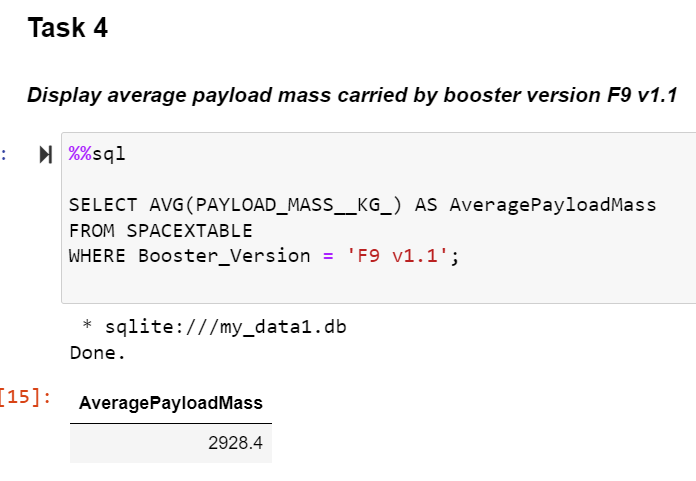 Task 4
Display average payload mass carried by booster version F9 v1.1
:
%%sql
SELECT AVG(PAYLOAD_MASS__KG_) AS AveragePayloadMass
FROM SPACEXTABLE
WHERE Booster_Version = 'F9 v1.1';
* sqlite:///my_data1.db
Done.
[15]:
AveragePayloadMass
2928.4